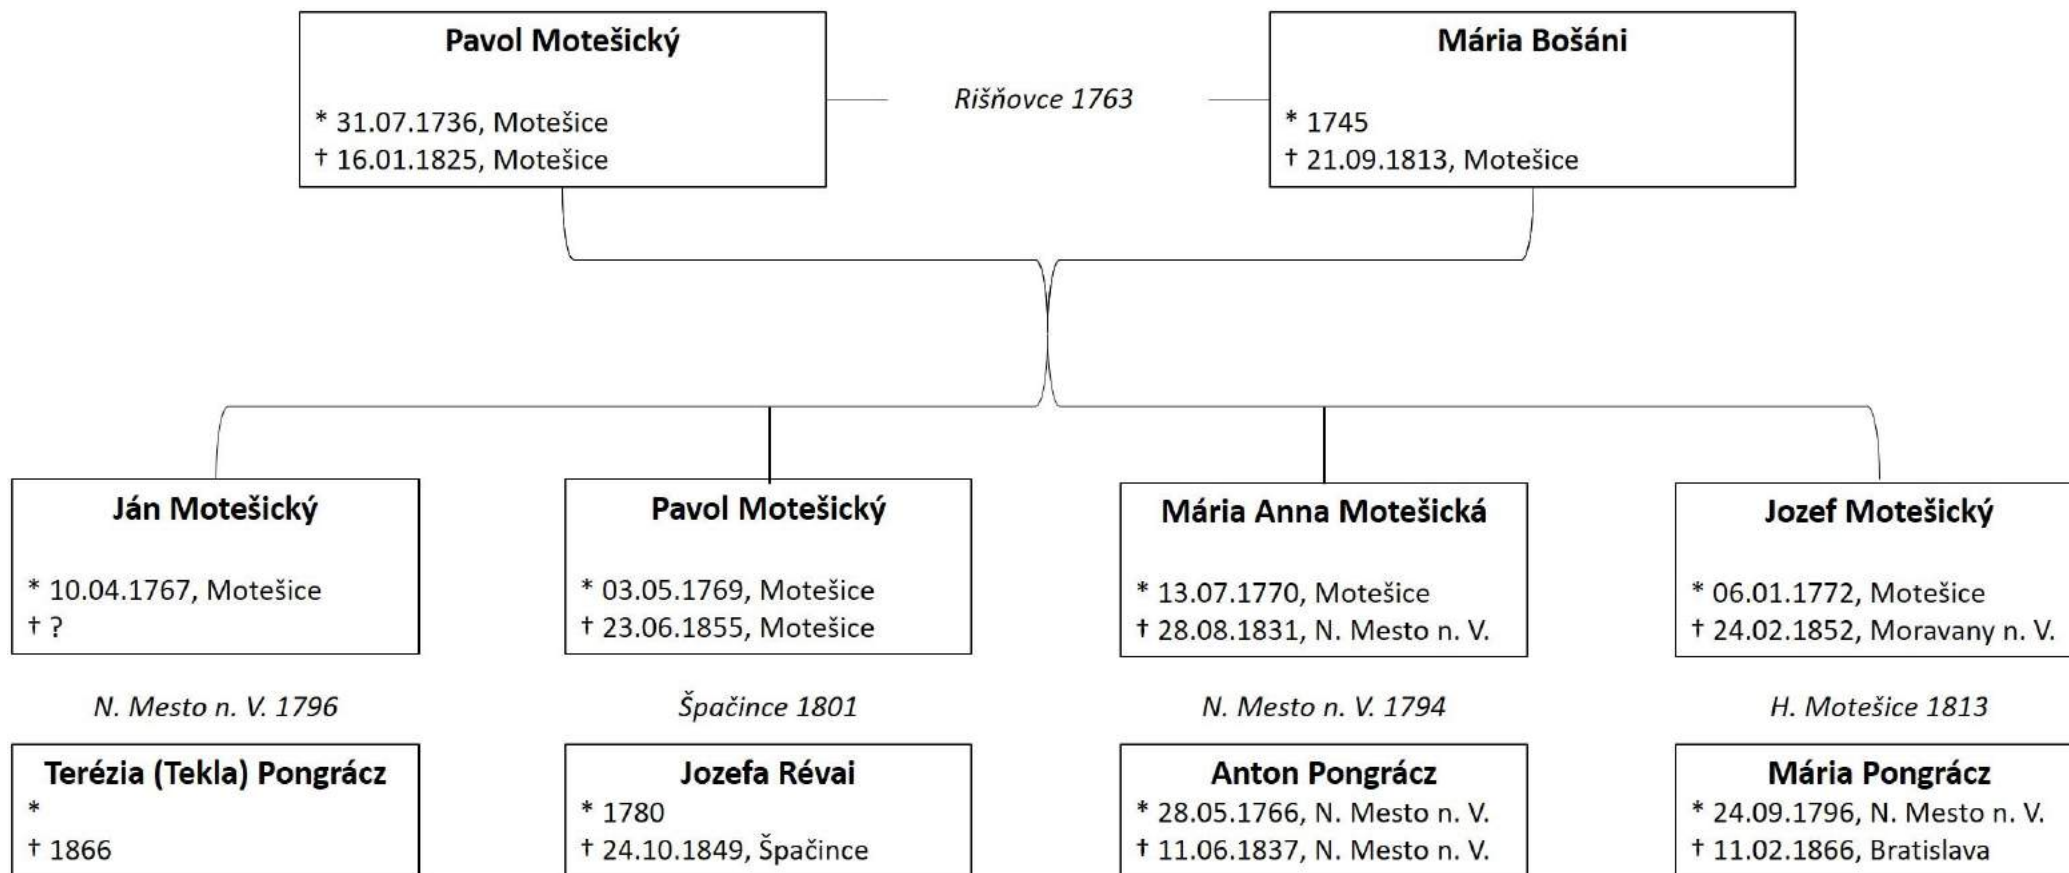 Pavol Motešický
* 31.07.1736, Motešice
† 16.01.1825, Motešice
Rišňovce 1763
Mária Bošáni
* 1745
† 21.09.1813, Motešice
Ján Motešický
* 10.04.1767, Motešice
† ?
N. Mesto n. V. 1796
Terézia (Tekla) Pongrácz
*
† 1866
Pavol Motešický
* 03.05.1769, Motešice
† 23.06.1855, Motešice
Špačince 1801
Jozefa Révai
* 1780
† 24.10.1849, Špačince
Mária Anna Motešická
* 13.07.1770, Motešice
† 28.08.1831, N. Mesto n. V.
N. Mesto n. V. 1794
Anton Pongrácz
* 28.05.1766, N. Mesto n. V.
† 11.06.1837, N. Mesto n. V.
Jozef Motešický
* 06.01.1772, Motešice
† 24.02.1852, Moravany n. V.
H. Motešice 1813
Mária Pongrácz
* 24.09.1796, N. Mesto n. V.
† 11.02.1866, Bratislava